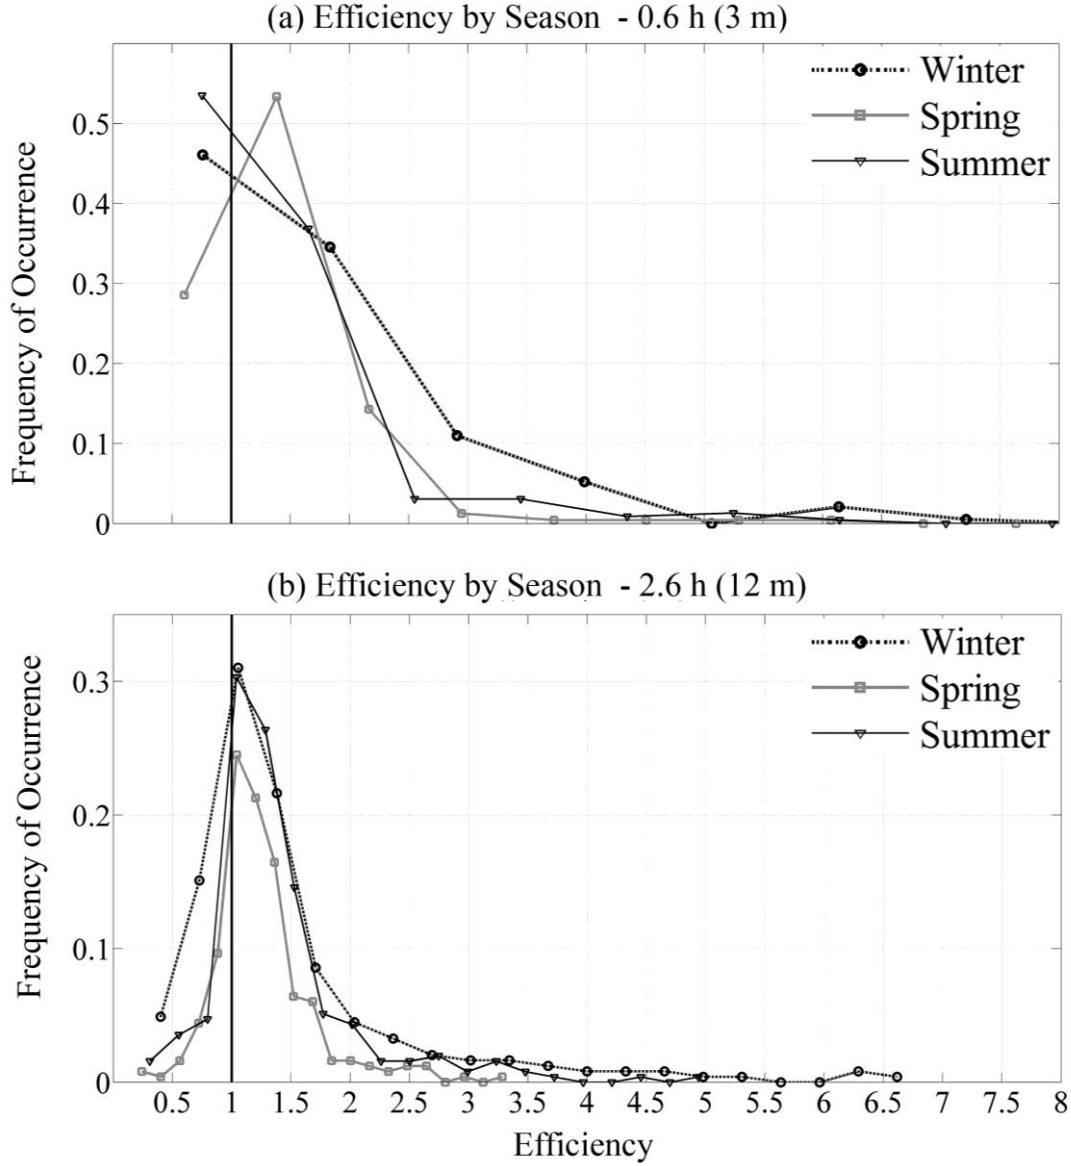 (a) Efficiency by Season - 0.6 h (3 m)
Frequency of Occurrence
0.5
0.4
0.3
0.2
0.1
0
Winter
Spring
Summer
(b) Efficiency by Season - 2.6 h (12 m)
Frequency of Occurrence
0.3
0.2
0.1
0
Winter
Spring
Summer
0.5 1 1.5 2 2.5 3 3.5 4 4.5 5 5.5 6 6.5 7 7.5 8
Efficiency